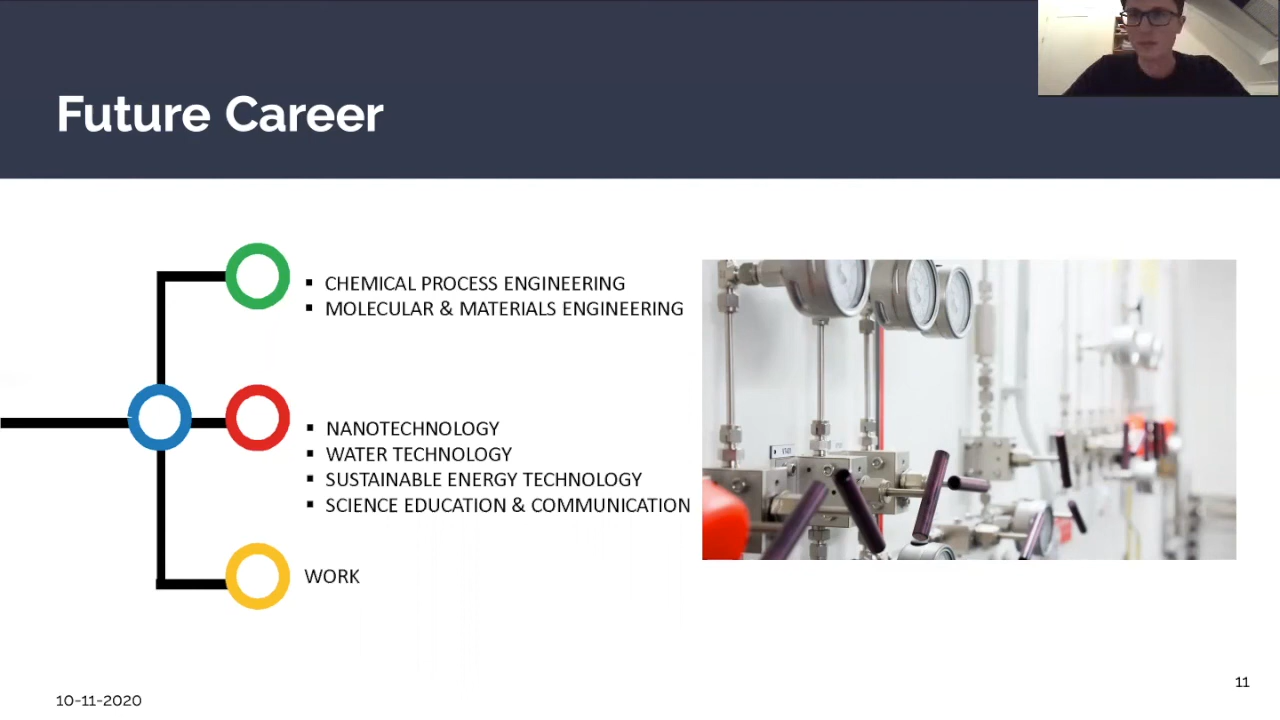 Future Career
▪ CHEMICAL PROCESS ENGINEERING
▪ MOLECULAR & MATERIALS ENGINEERING
▪ NANOTECHNOLOGY
▪ WATER TECHNOLOGY
▪ SUSTAINABLE ENERGY TECHNOLOGY
▪ SCIENCE EDUCATION & COMMUNICATION
WORK
11
10-11-2020